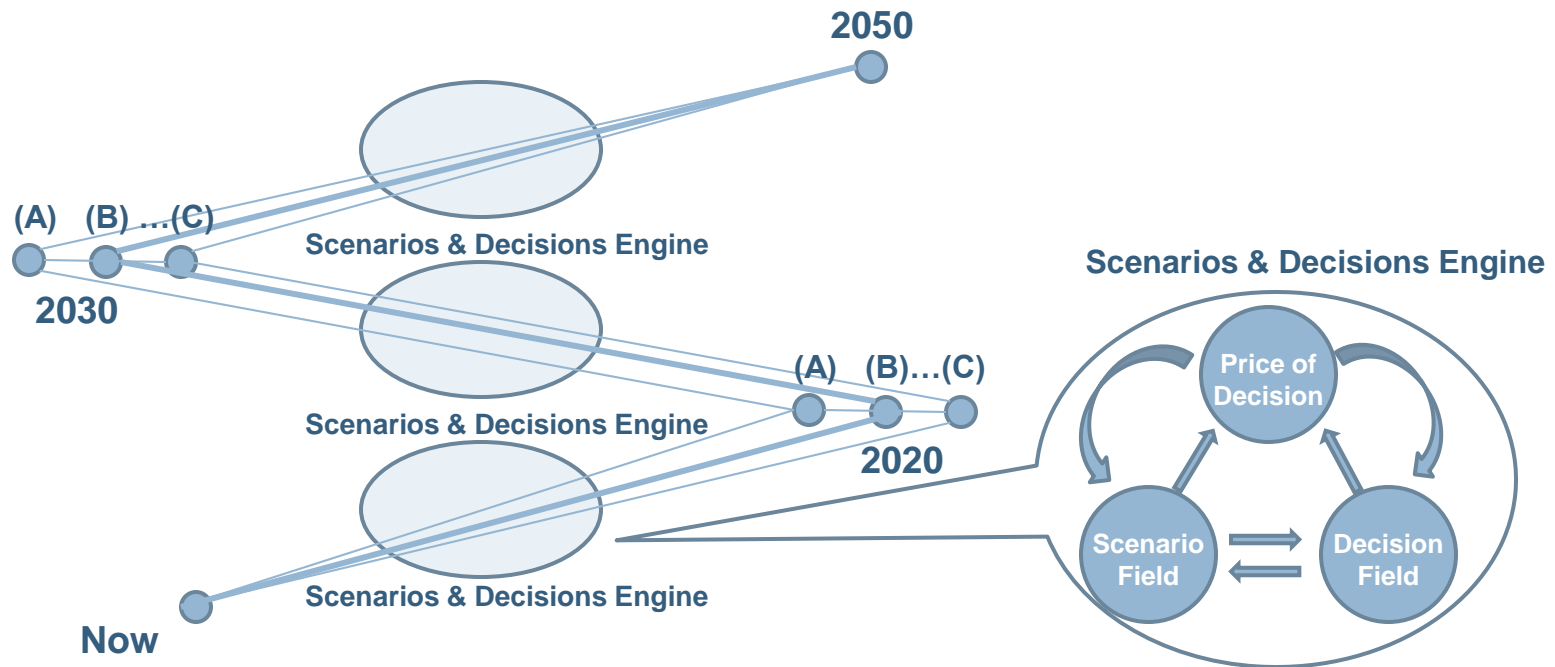 2050
(A) (B) ...(C)
Scenarios & Decisions Engine
2030
Scenarios & Decisions Engine
(A) (B)...(C)
Scenarios & Decisions Engine
2020
Scenarios & Decisions Engine
Now
Price of
Decision
Scenario
Field
Decision
Field